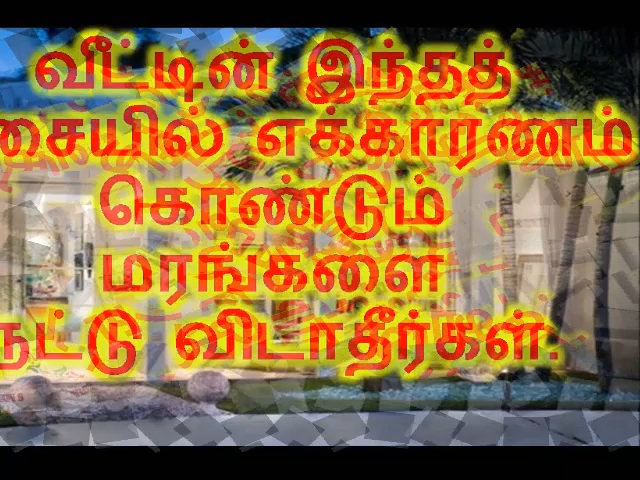 வீட்டின் இந்தத்
சையில் எக்காரணம்
கொண்டும்
மரங்களை
நட்டு விடாதீர்கள்.